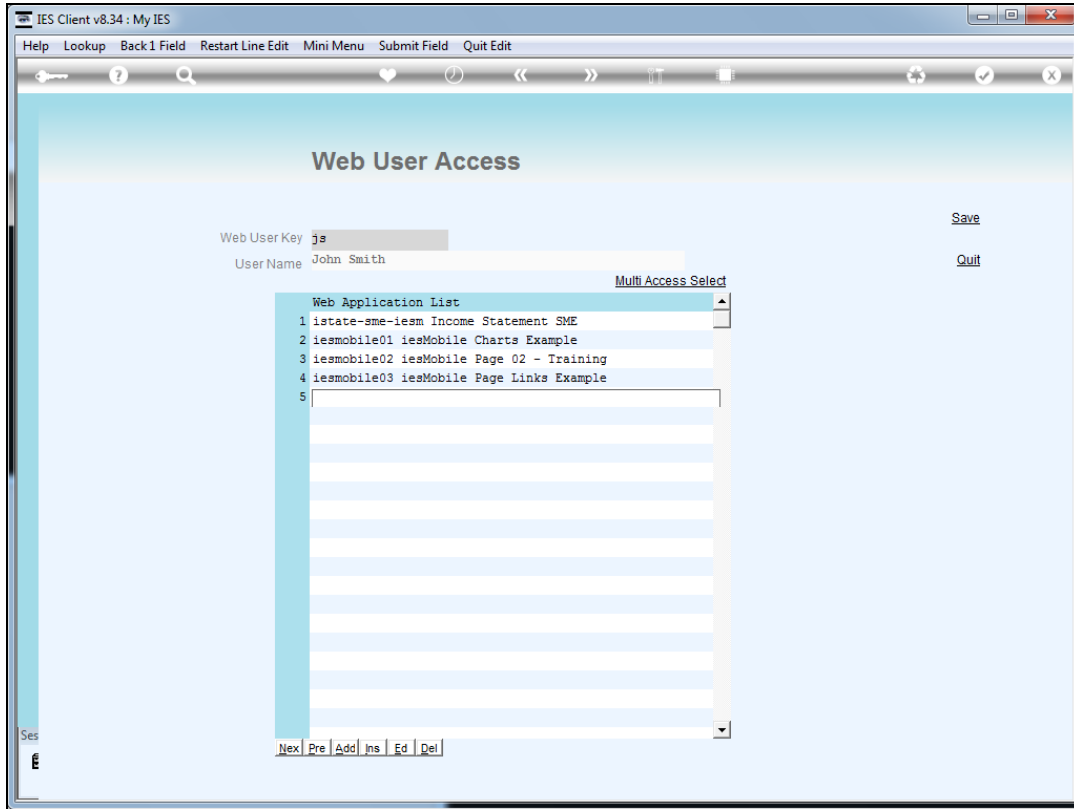 IES Client v8.34 : My IES
Help Lookup Back 1 Field Restart Line Edit Mini Menu Submit Field Quit Edit
Web User Access
Save
Web User Key js
User Name John Smith
Quit
Multi Access Select
Web Application List
1 istate-sme-iesm Income Statement SME
2 iesmobile01 iesMobile Charts Example
3 iesmobile02 iesMobile Page 02 - Training
4 iesmobile03 iesMobile Page Links Example
5
Ses
Nex Pre Add Ins Ed Del